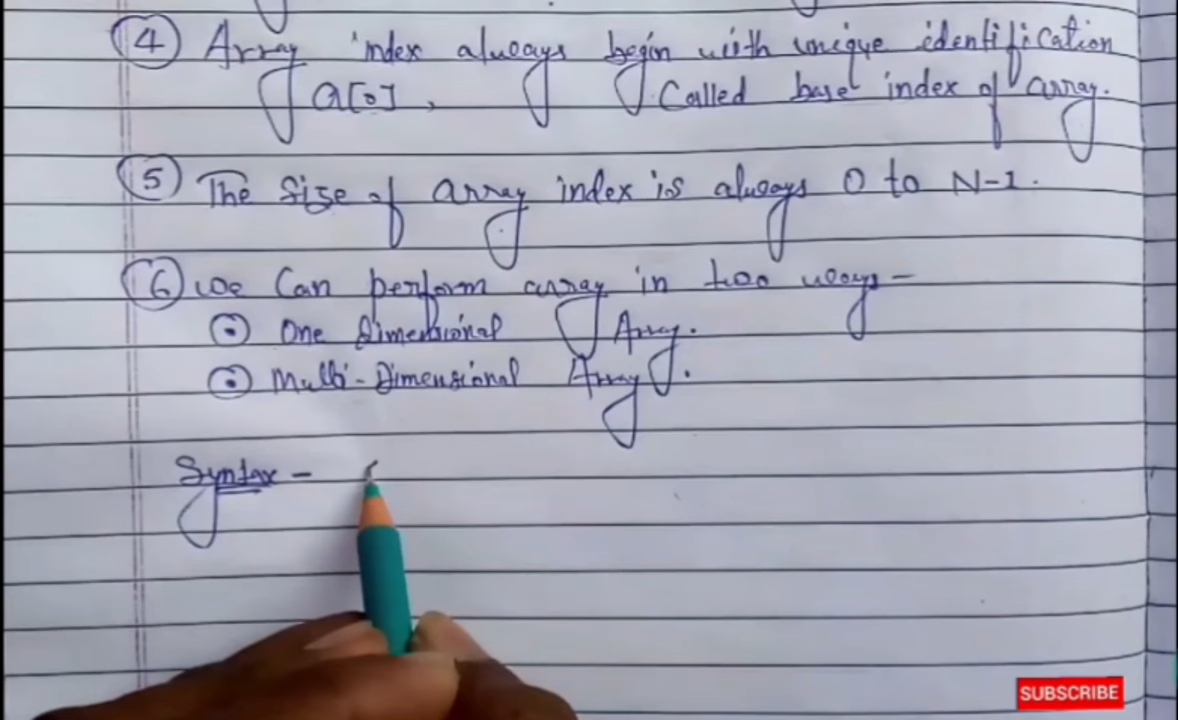 4 Array index always begin with unique identification
a[0], Called base index of array.
5 The Size of array index is always 0 to N-1.
6 we Can perform array in two ways-
One Dimensional Array.
Multi-Dimensional Array.
Syntax -
SUBSCRIBE